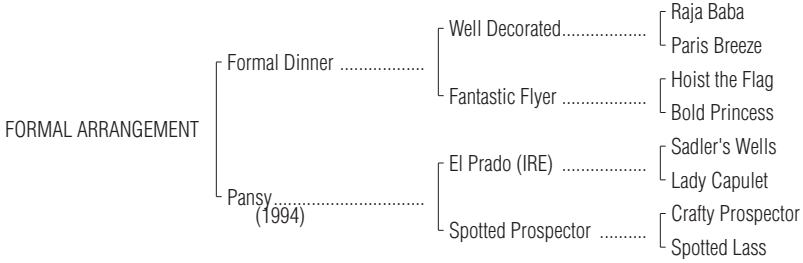 Raja Baba
Well Decorated...................
Paris Breeze
Formal Dinner ..................
Hoist the Flag
Fantastic Flyer ..................
Bold Princess
FORMAL ARRANGEMENT
Sadler's Wells
El Prado (IRE) ..................
Lady Capulet
Pansy................................
(1994)
Crafty Prospector
Spotted Prospector ..........
Spotted Lass